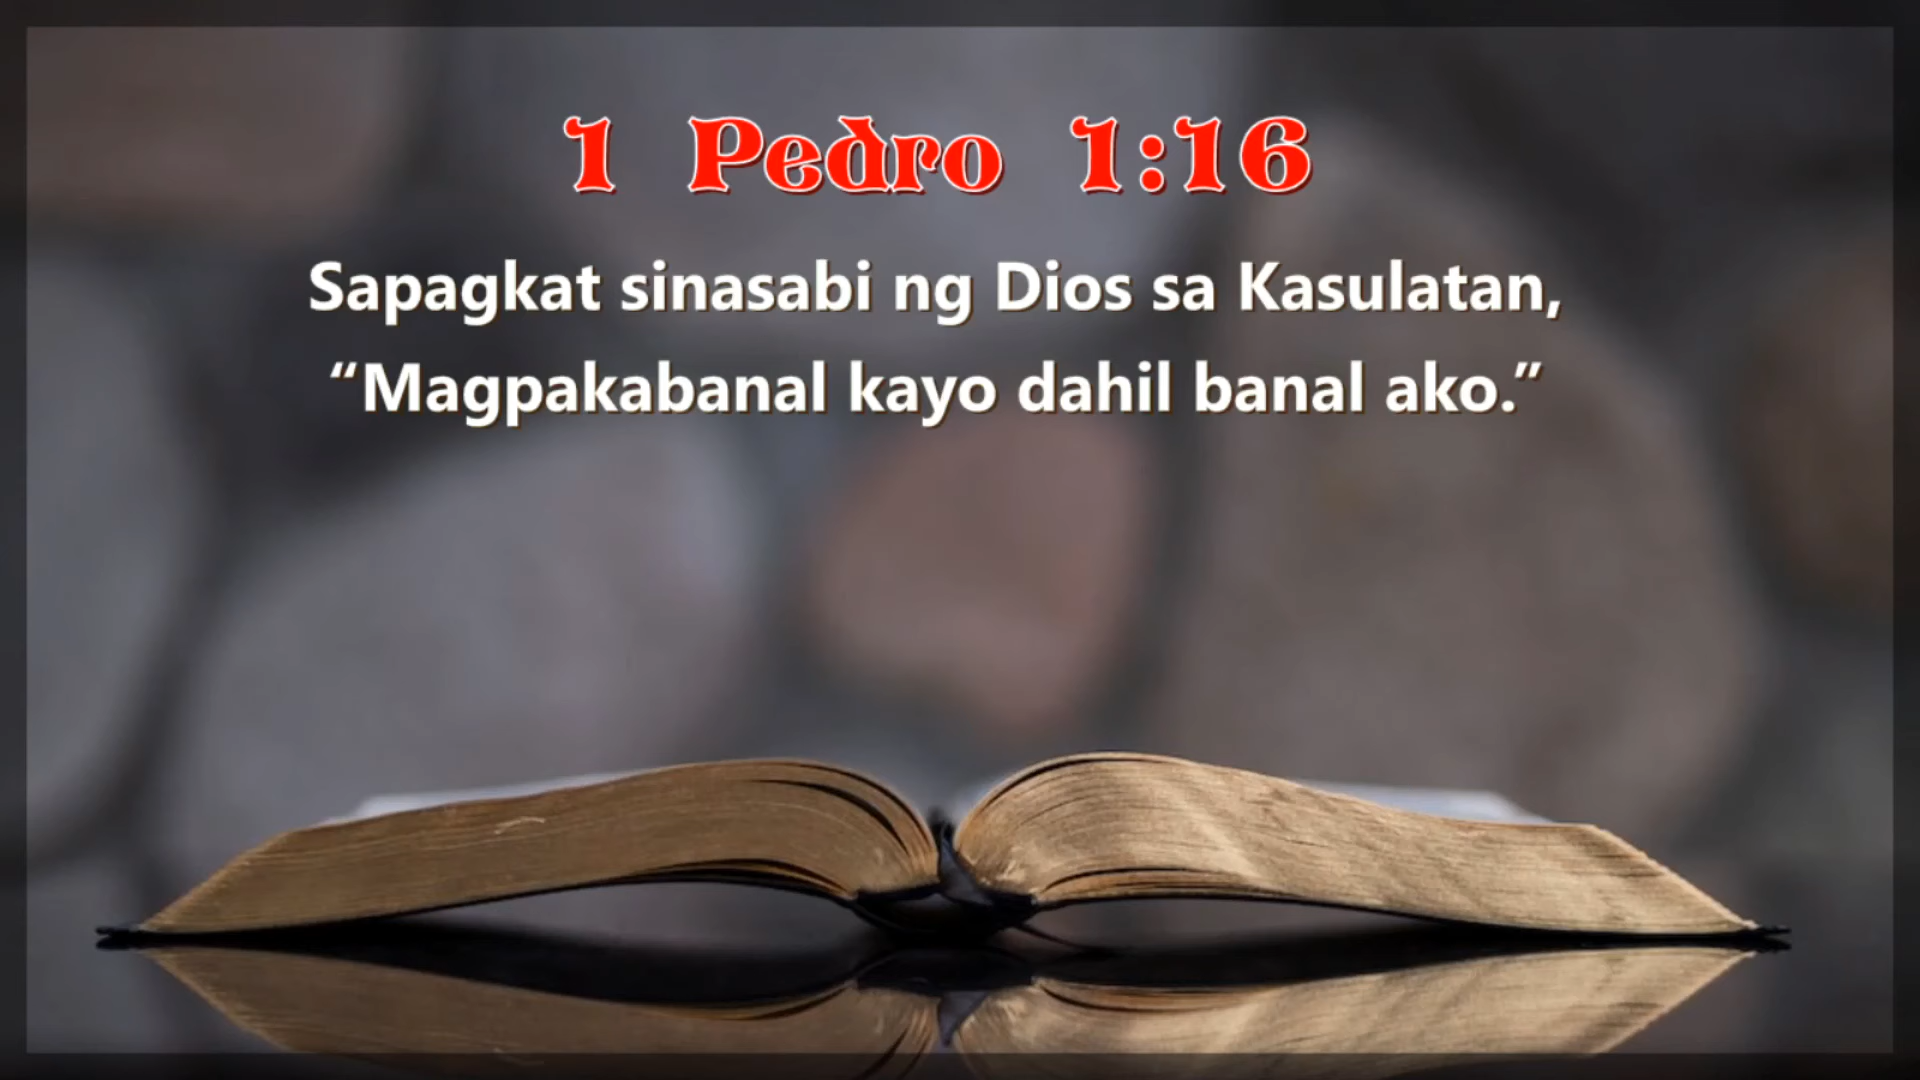 1 Pedro 1:16
Sapagkat sinasabi ng Dios sa Kasulatan,
“Magpakabanal kayo dahil banal ako.”